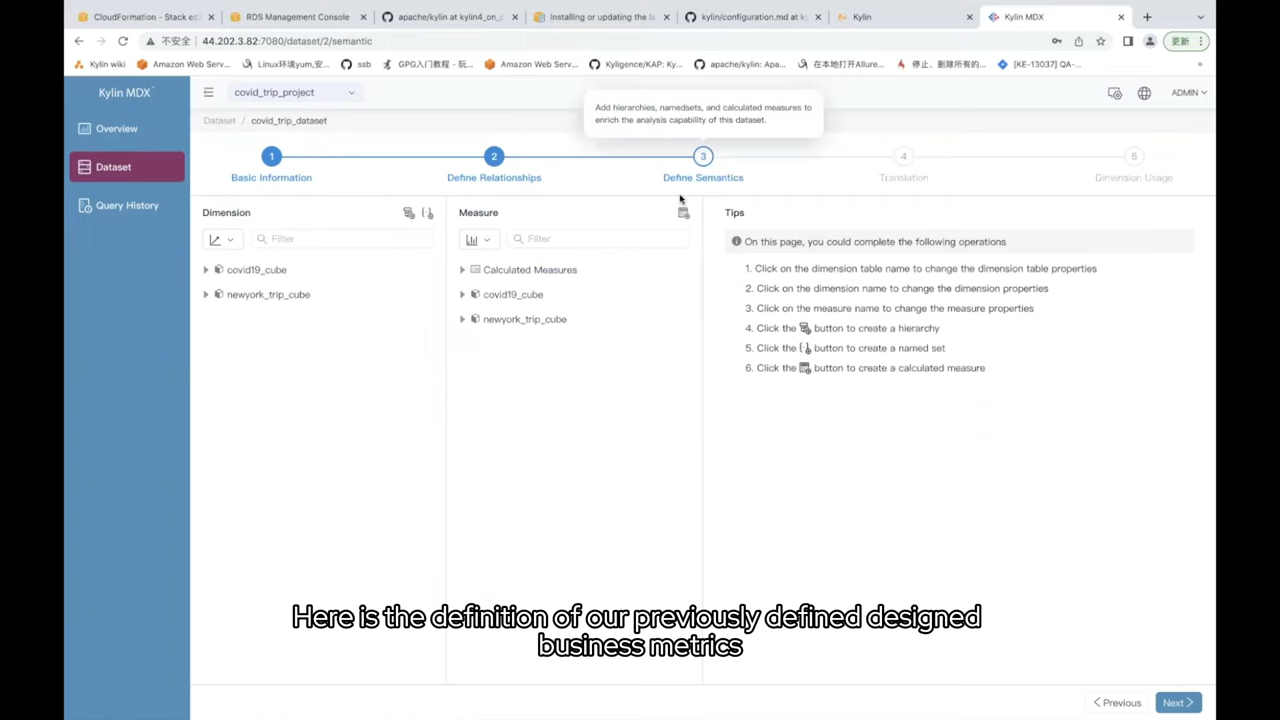 CloudFormation - Stack ec2
RDS Management Console
apache/kylin at kylin4_on_c
Installing or updating the la
kylin/configuration.md at ky
Kylin
Kylin MDX
不安全
44.202.3.82:7080/dataset/2/semantic
更新
Kylin wiki
Amazon Web Serv...
Linux环境yum,安...
ssb
GPG入门教程 - 阮...
Amazon Web Serv...
Kyligence/KAP: Ky...
apache/kylin: Apa...
在本地打开Allure...
停止、删除所有的...
[KE-13037] QA-...
»
Kylin MDX
covid_trip_project
ADMIN
Add hierarchies, namedsets, and calculated measures to
enrich the analysis capability of this dataset.
Overview
Dataset
Query History
Dataset / covid_trip_dataset
1
2
3
4
5
Basic Information
Define Relationships
Define Semantics
Translation
Dimension Usage
Dimension
Filter
covid19_cube
newyork_trip_cube
Measure
Filter
Calculated Measures
covid19_cube
newyork_trip_cube
Tips
On this page, you could complete the following operations
1. Click on the dimension table name to change the dimension table properties
2. Click on the dimension name to change the dimension properties
3. Click on the measure name to change the measure properties
4. Click the button to create a hierarchy
5. Click the button to create a named set
6. Click the button to create a calculated measure
Here is the definition of our previously defined designed
business metrics
Previous
Next